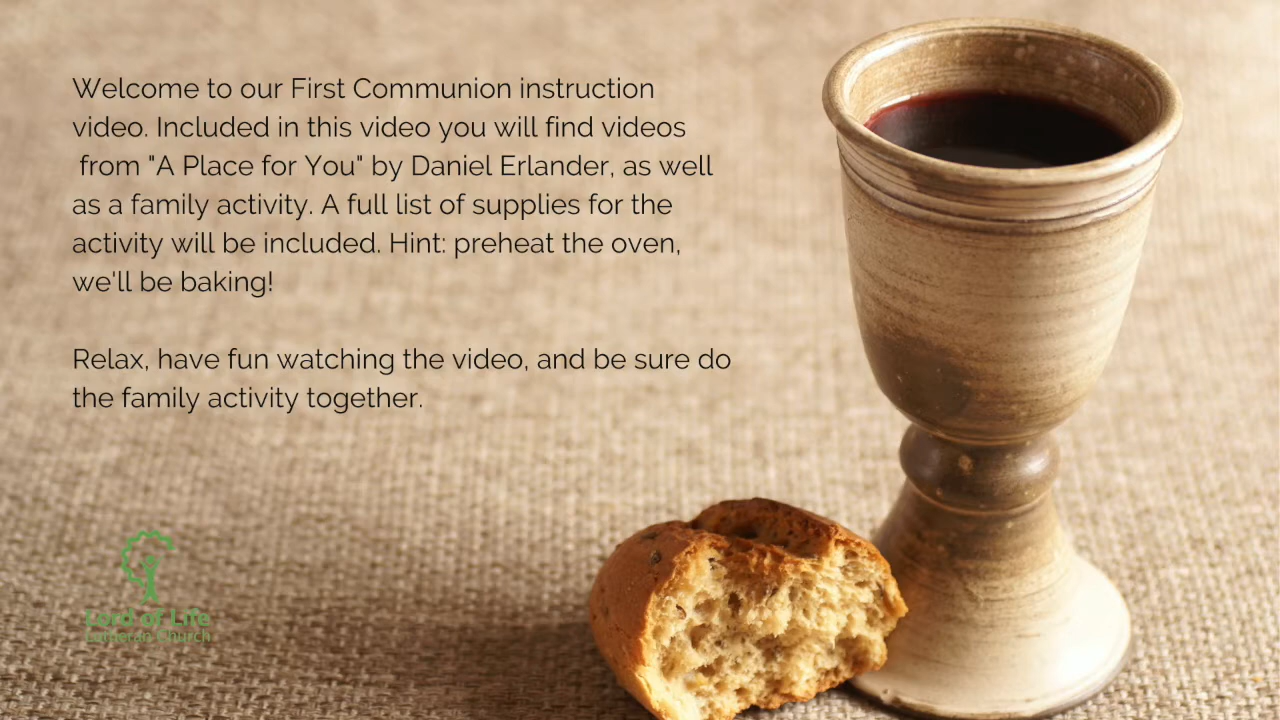 Welcome to our First Communion instruction
video. Included in this video you will find videos
from "A Place for You" by Daniel Erlander, as well
as a family activity. A full list of supplies for the
activity will be included. Hint: preheat the oven,
we'll be baking!
Relax, have fun watching the video, and be sure do
the family activity together.
Lord of Life
Lutheran Church